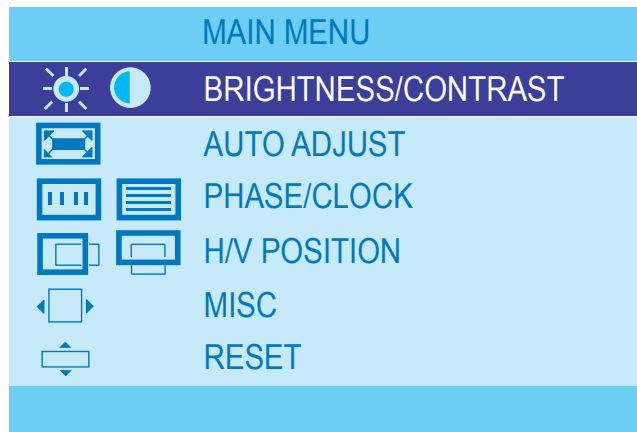 MAIN MENU
BRIGHTNESS/CONTRAST
AUTO ADJUST
PHASE/CLOCK
H/V POSITION
MISC
RESET